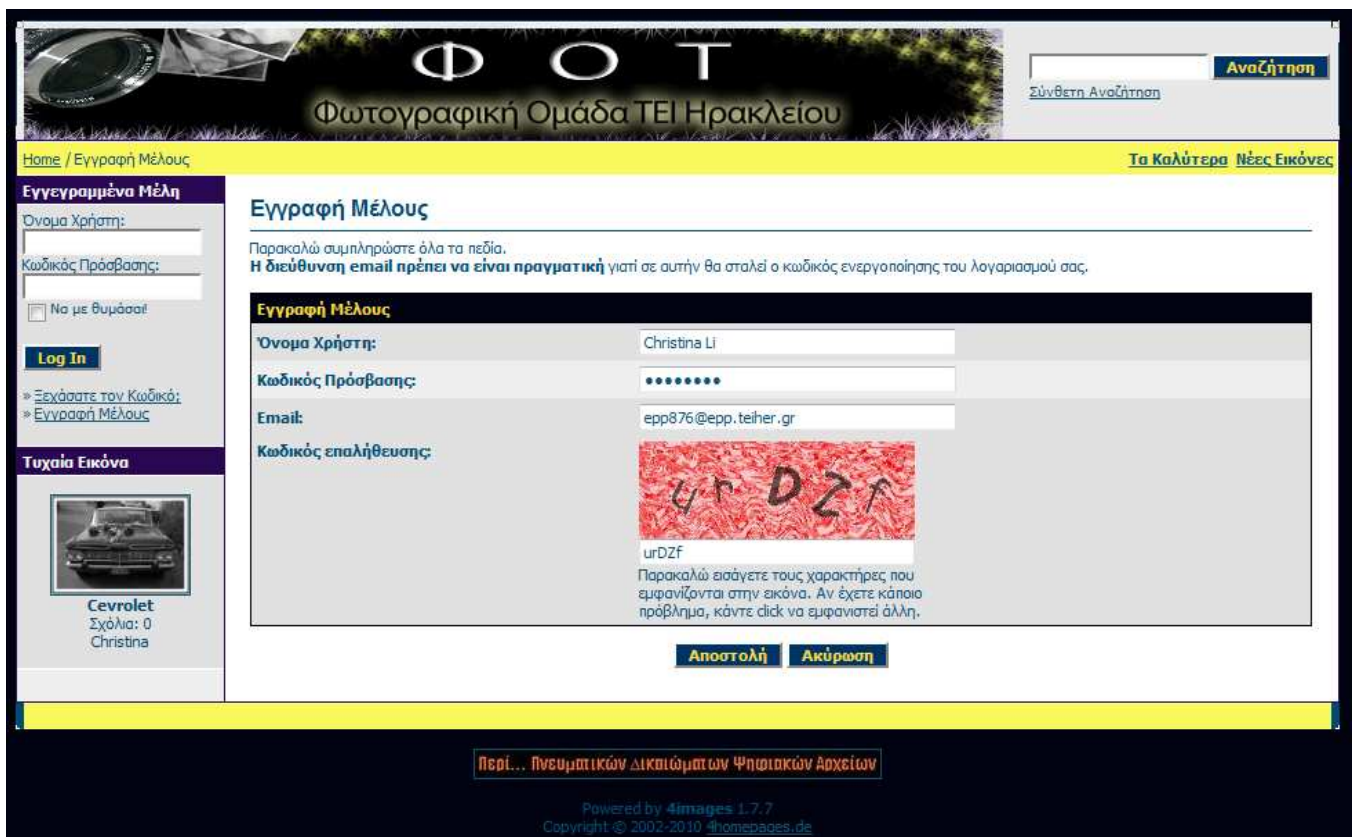 Φ Ο Τ
Φωτογραφική Ομάδα ΤΕΙ Ηρακλείου
Αναζήτηση
Σύνθετη Αναζήτηση
Home / Εγγραφή Μέλους
Τα Καλύτερα Νέες Εικόνες
Εγγεγραμμένα Μέλη
Όνομα Χρήστη:
Κωδικός Πρόσβασης:
Να με θυμάσαι!
Log In
» Ξεχάσατε τον Κωδικό;
» Εγγραφή Μέλους
Τυχαία Εικόνα
Cevrolet
Σχόλια: 0
Christina
Εγγραφή Μέλους
Παρακαλώ συμπληρώστε όλα τα πεδία.
Η διεύθυνση email πρέπει να είναι πραγματική γιατί σε αυτήν θα σταλεί ο κωδικός ενεργοποίησης του λογαριασμού σας.
Εγγραφή Μέλους
Όνομα Χρήστη: Christina Li
Κωδικός Πρόσβασης: ••••••••
Email: epp876@epp.teiher.gr
Κωδικός επαλήθευσης:
urDZf
urDZf
Παρακαλώ εισάγετε τους χαρακτήρες που
εμφανίζονται στην εικόνα. Αν έχετε κάποιο
πρόβλημα, κάντε click να εμφανιστεί άλλη.
Αποστολή Ακύρωση
Περί... Πνευματικών Δικαιώματων Ψηφιακών Αρχείων
Powered by 4images 1.7.7
Copyright © 2002-2010 4homepages.de